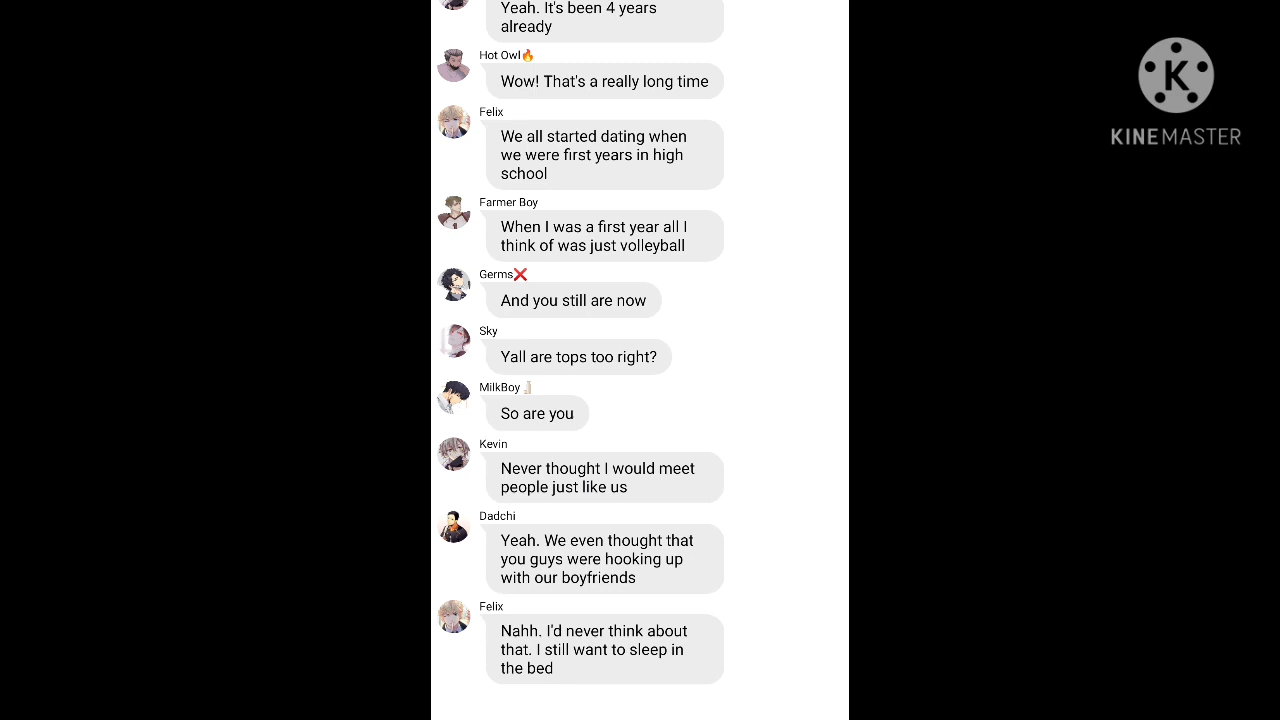 Yeah. It's been 4 years
already
Hot Owl🔥
Wow! That's a really long time
Felix
We all started dating when
we were first years in high
school
Farmer Boy
When I was a first year all I
think of was just volleyball
Germs❌
And you still are now
Sky
Yall are tops too right?
MilkBoy🥛
So are you
Kevin
Never thought I would meet
people just like us
Dadchi
Yeah. We even thought that
you guys were hooking up
with our boyfriends
Felix
Nahh. I'd never think about
that. I still want to sleep in
the bed
K
KINEMASTER